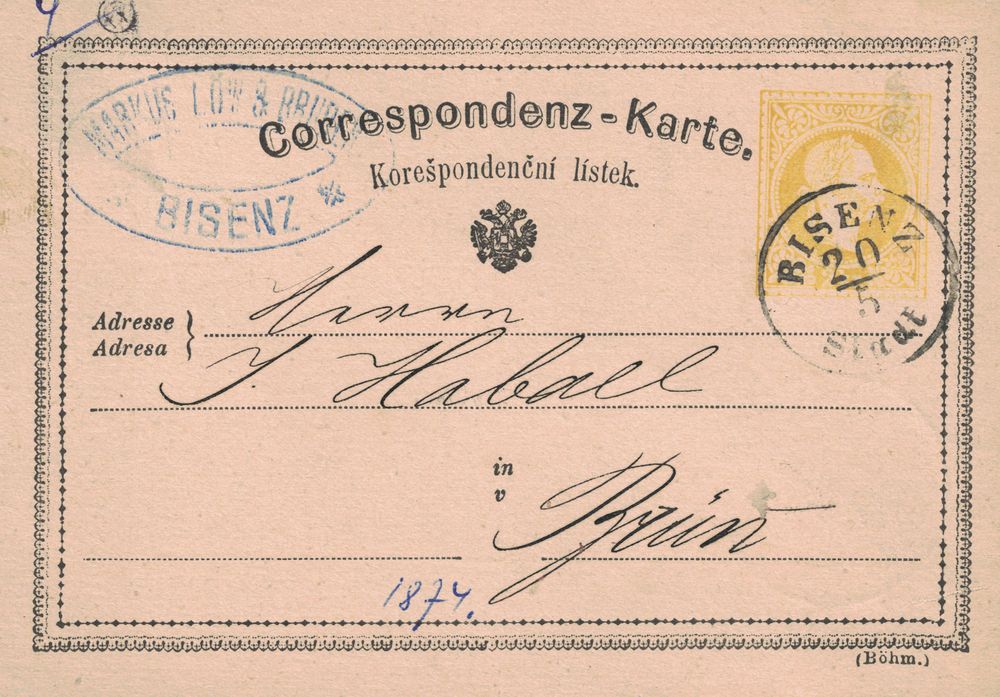 4
MARKUS LÖW &
BISENZ
Correspondenz-Karte.
Korešpondenční lístek.
BISENZ
20/5
Stadt
Adresse
Adresa
Herrn
J. Haball
in
v
Brün̄
1874.
(Böhm.)